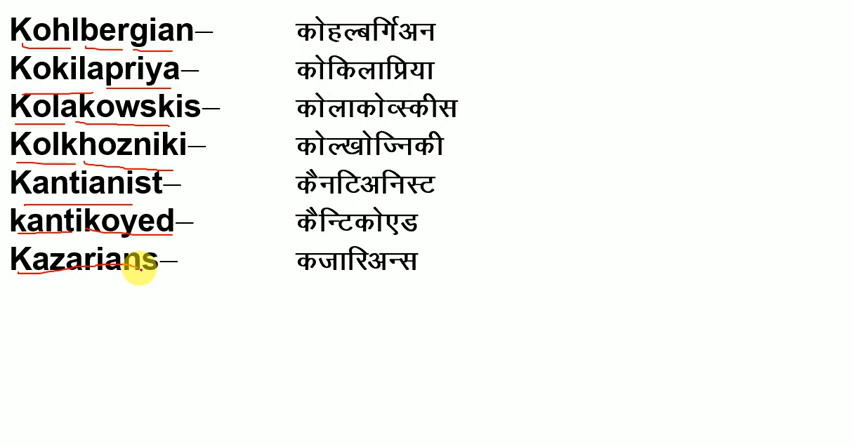 Kohlbergian– कोहल्बर्गिअन
Kokilapriya– कोकिलाप्रिया
Kolakowskis– कोलाकोव्स्कीस
Kolkhozniki– कोल्खोज्निकी
Kantianist– कैनटिअनिस्ट
kantikoyed– कैन्टिकोएड
Kazarians– कजारिअन्स